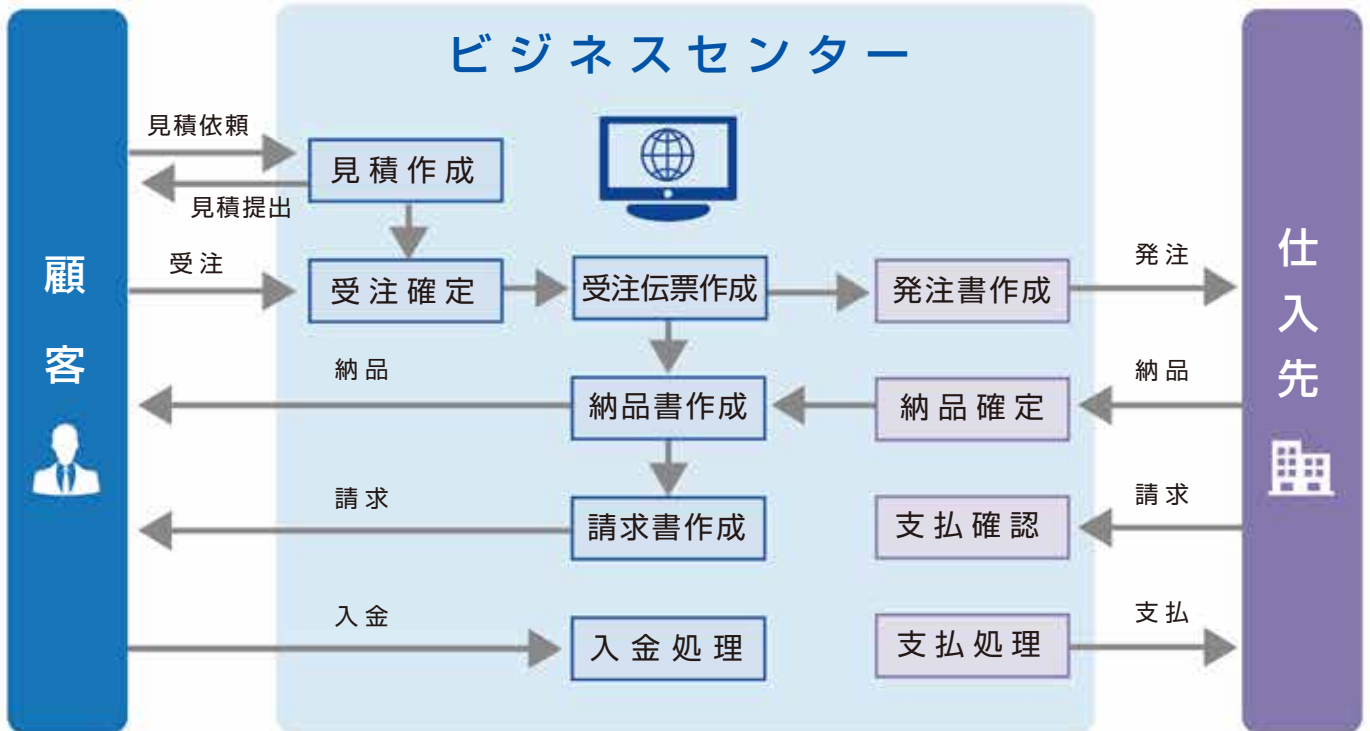 ビジネスセンター
顧客
仕入先
見積依頼
見積作成
見積提出
受注
受注確定
受注伝票作成
発注書作成
発注
納品
納品書作成
納品確定
納品
請求
請求書作成
支払確認
請求
入金
入金処理
支払処理
支払